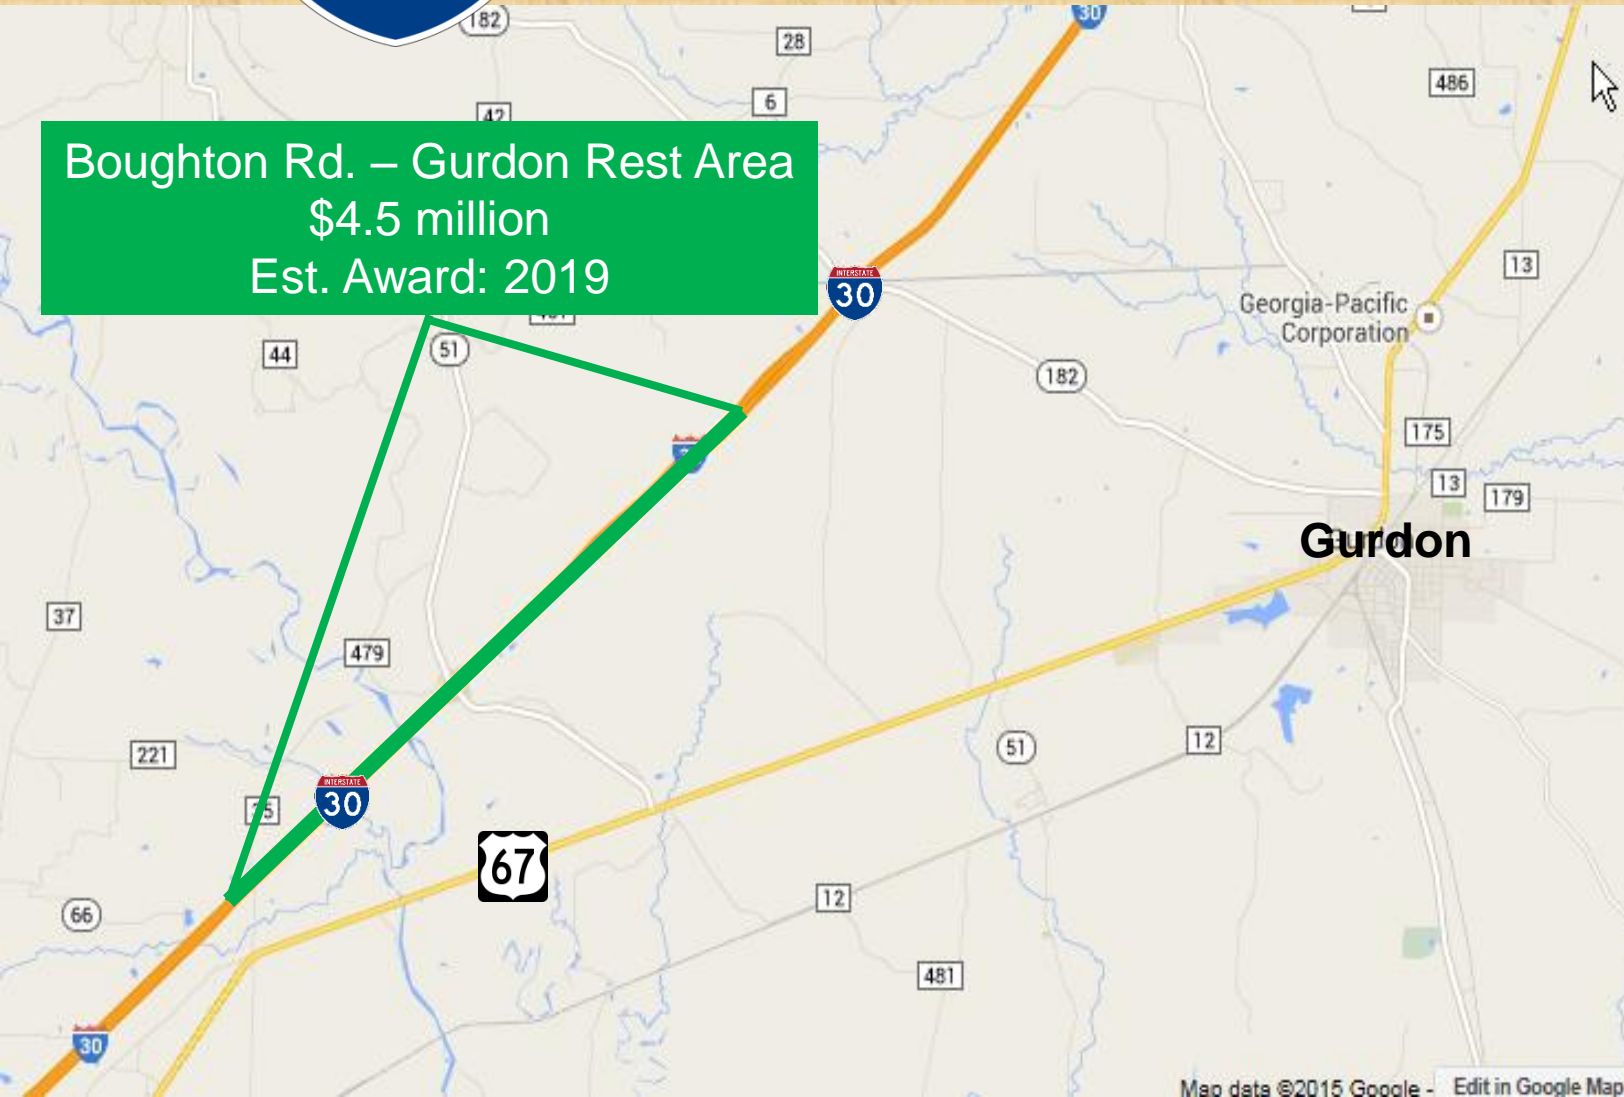 182
30
28
486
6
42
Boughton Rd. – Gurdon Rest Area
$4.5 million
Est. Award: 2019
13
INTERSTATE
30
Georgia-Pacific
Corporation
44
51
182
175
13
179
Gurdon
37
479
51
12
221
INTERSTATE
30
67
12
66
481
30
Map data ©2015 Google - Edit in Google Map